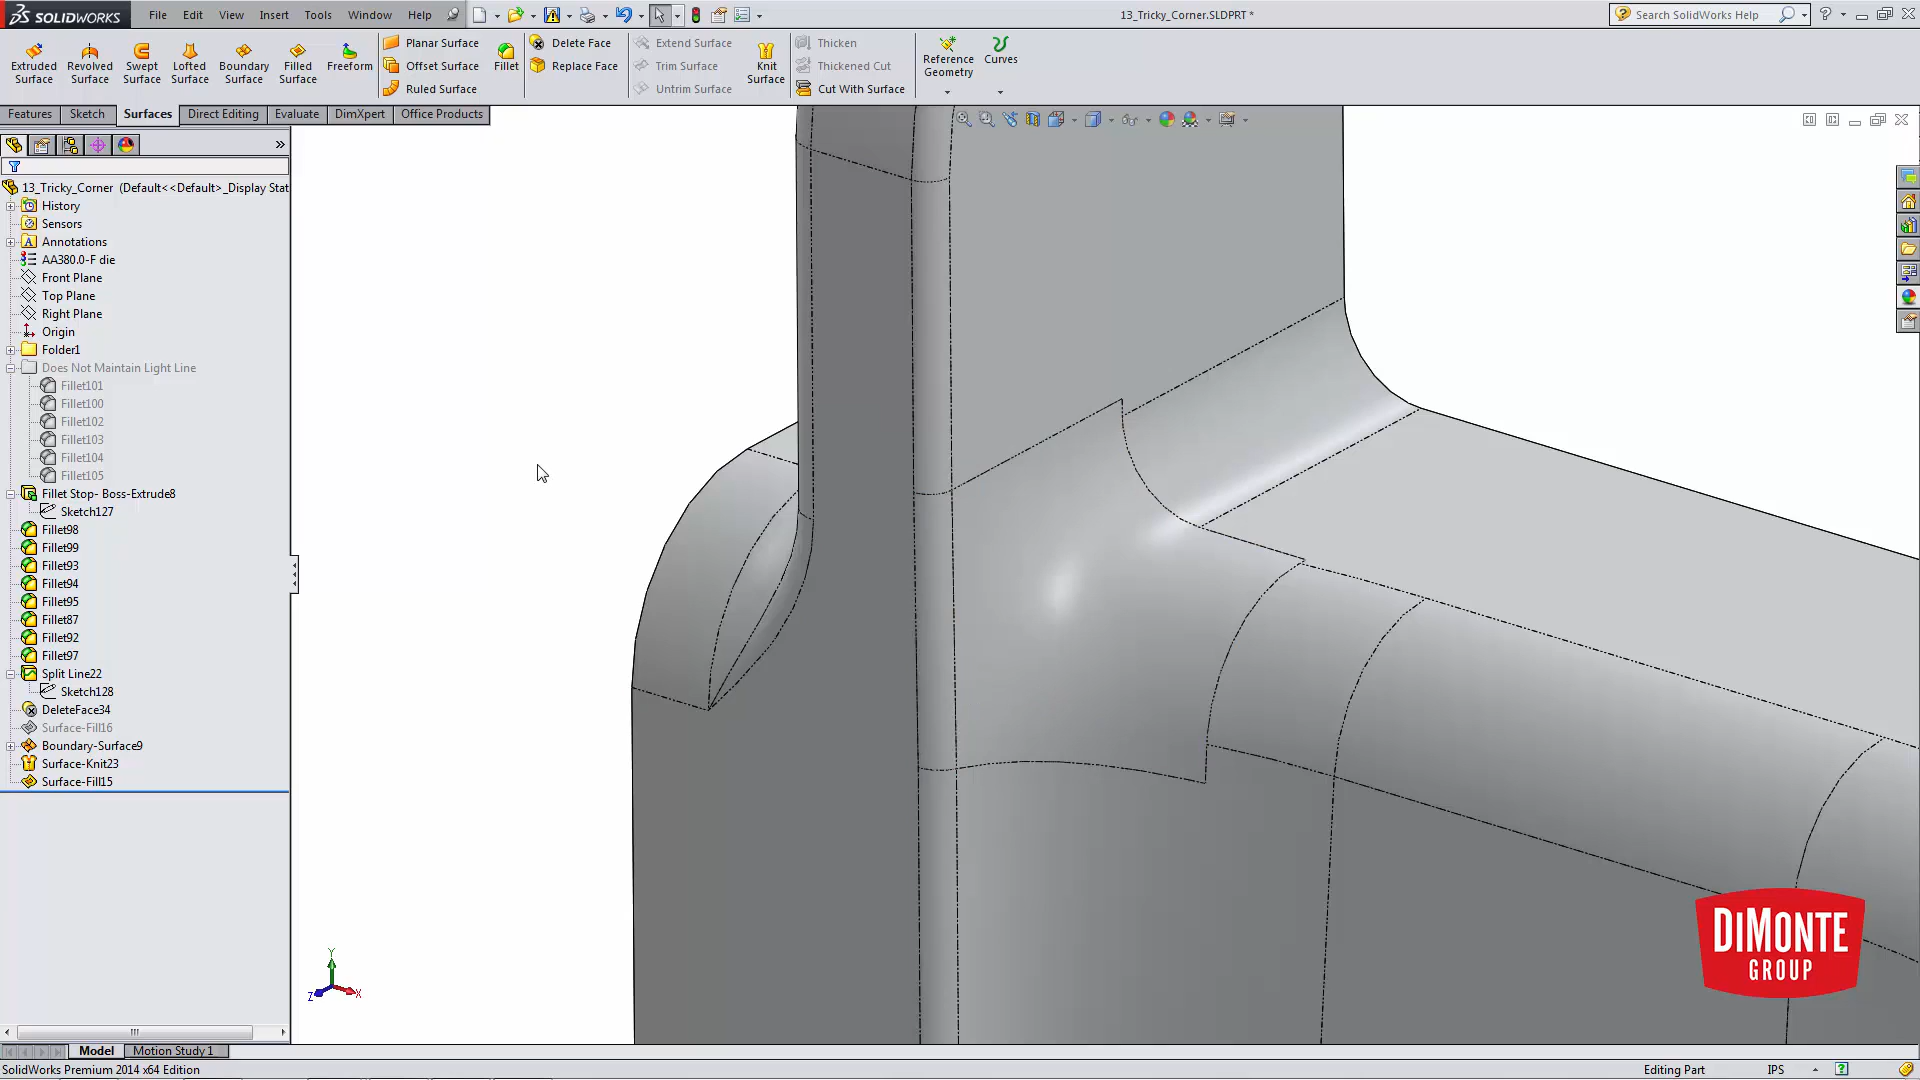 SOLIDWORKS File Edit View Insert Tools Window Help
13_Tricky_Corner.SLDPRT *
Search SolidWorks Help
Extruded Surface
Revolved Surface
Swept Surface
Lofted Surface
Boundary Surface
Filled Surface
Freeform
Planar Surface
Offset Surface
Ruled Surface
Fillet
Delete Face
Replace Face
Extend Surface
Trim Surface
Untrim Surface
Knit Surface
Thicken
Thickened Cut
Cut With Surface
Reference Geometry
Curves
Features Sketch Surfaces Direct Editing Evaluate DimXpert Office Products
13_Tricky_Corner (Default<<Default>_Display Stat
History
Sensors
Annotations
AA380.0-F die
Front Plane
Top Plane
Right Plane
Origin
Folder1
Does Not Maintain Light Line
Fillet101
Fillet100
Fillet102
Fillet103
Fillet104
Fillet105
Fillet Stop- Boss-Extrude8
Sketch127
Fillet98
Fillet99
Fillet93
Fillet94
Fillet95
Fillet87
Fillet92
Fillet97
Split Line22
Sketch128
DeleteFace34
Surface-Fill16
Boundary-Surface9
Surface-Knit23
Surface-Fill15
Y
Z
X
DIMONTE
GROUP
Model Motion Study 1
SolidWorks Premium 2014 x64 Edition
Editing Part IPS